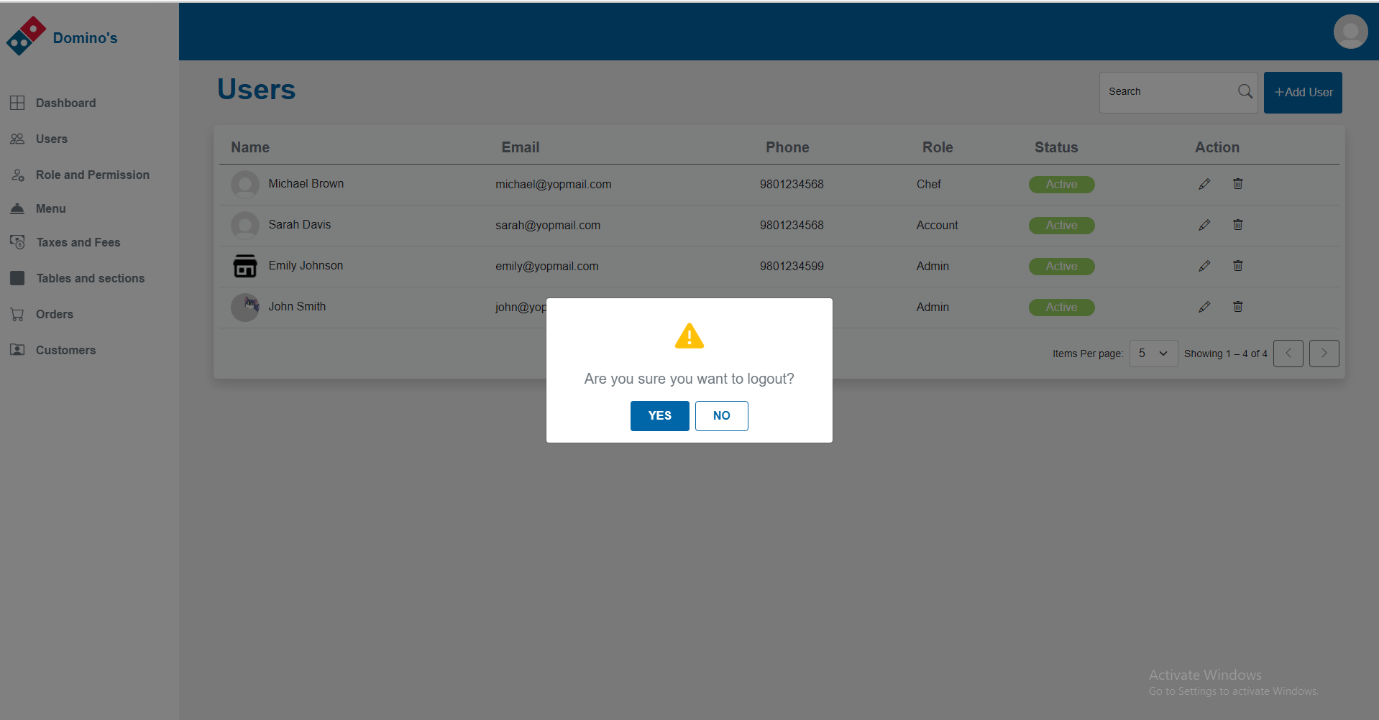 Domino's
Dashboard
Users
Role and Permission
Menu
Taxes and Fees
Tables and sections
Orders
Customers
Users
Search
+Add User
Name Email Phone Role Status Action
Michael Brown michael@yopmail.com 9801234568 Chef Active
Sarah Davis sarah@yopmail.com 9801234568 Account Active
Emily Johnson emily@yopmail.com 9801234599 Admin Active
John Smith john@yop Admin Active
Items Per page: 5 Showing 1 – 4 of 4
Are you sure you want to logout?
YES NO
Activate Windows
Go to Settings to activate Windows.